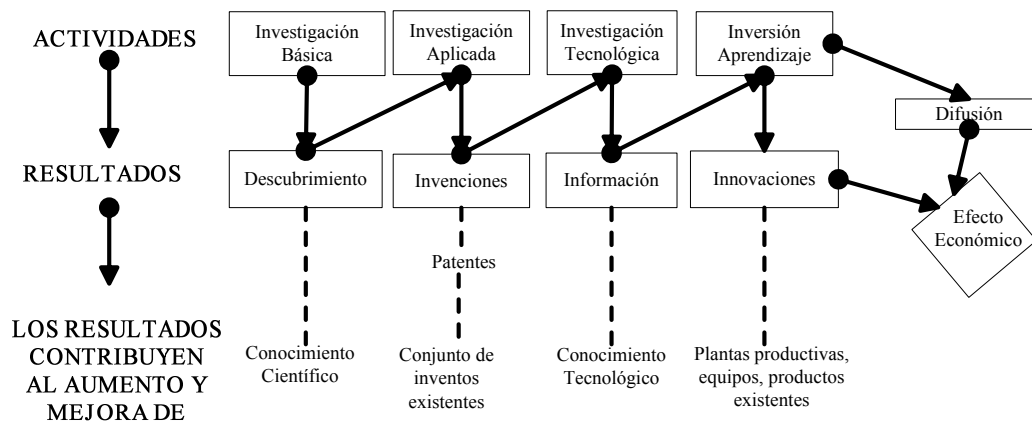 ACTIVIDADES
Investigación
Básica
Investigación
Aplicada
Investigación
Tecnológica
Inversión
Aprendizaje
Difusión
RESULTADOS
Descubrimiento
Invenciones
Información
Innovaciones
Efecto
Económico
Patentes
LOS RESULTADOS
CONTRIBUYEN
AL AUMENTO Y
MEJORA DE
Conocimiento
Científico
Conjunto de
inventos
existentes
Conocimiento
Tecnológico
Plantas productivas,
equipos, productos
existentes